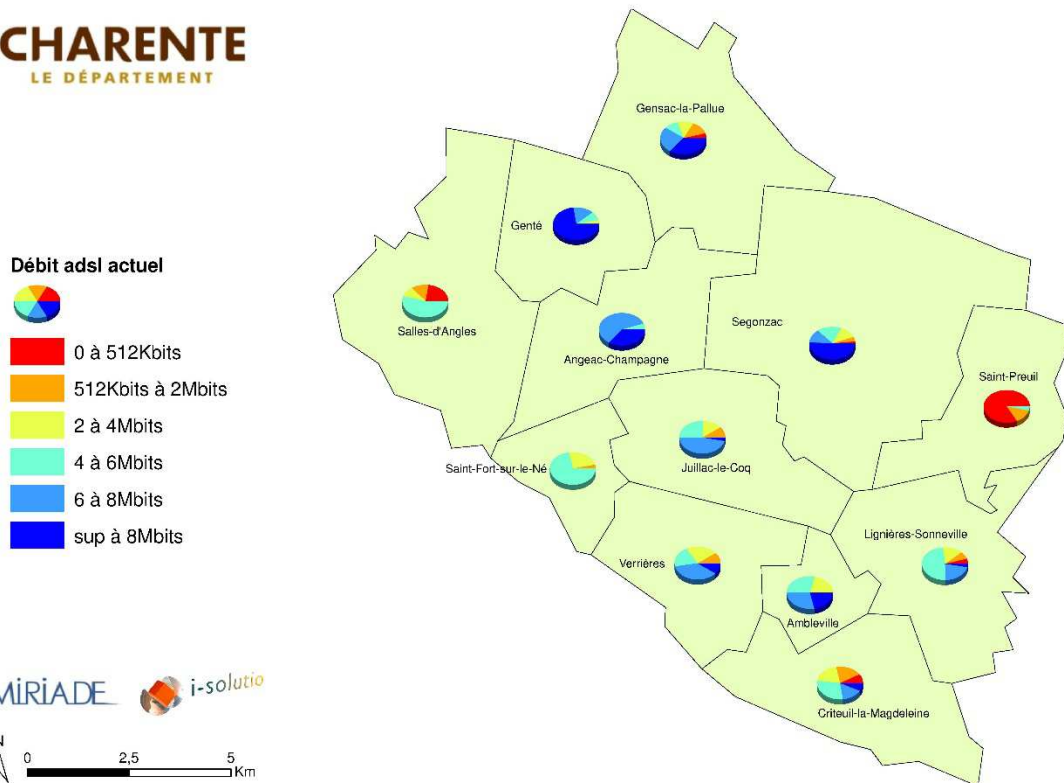 CHARENTE
LE DÉPARTEMENT
Gensac-la-Pallue
Genté
Débit adsl actuel
Salles-d'Angles
Segonzac
Angeac-Champagne
0 à 512Kbits
Saint-Preuil
512Kbits à 2Mbits
2 à 4Mbits
4 à 6Mbits
Saint-Fort-sur-le-Né
Juillac-le-Coq
6 à 8Mbits
sup à 8Mbits
Lignières-Sonneville
Verrières
Ambleville
MiRiADE
i-solutio
Criteuil-la-Magdeleine
N
0 2,5 5
Km